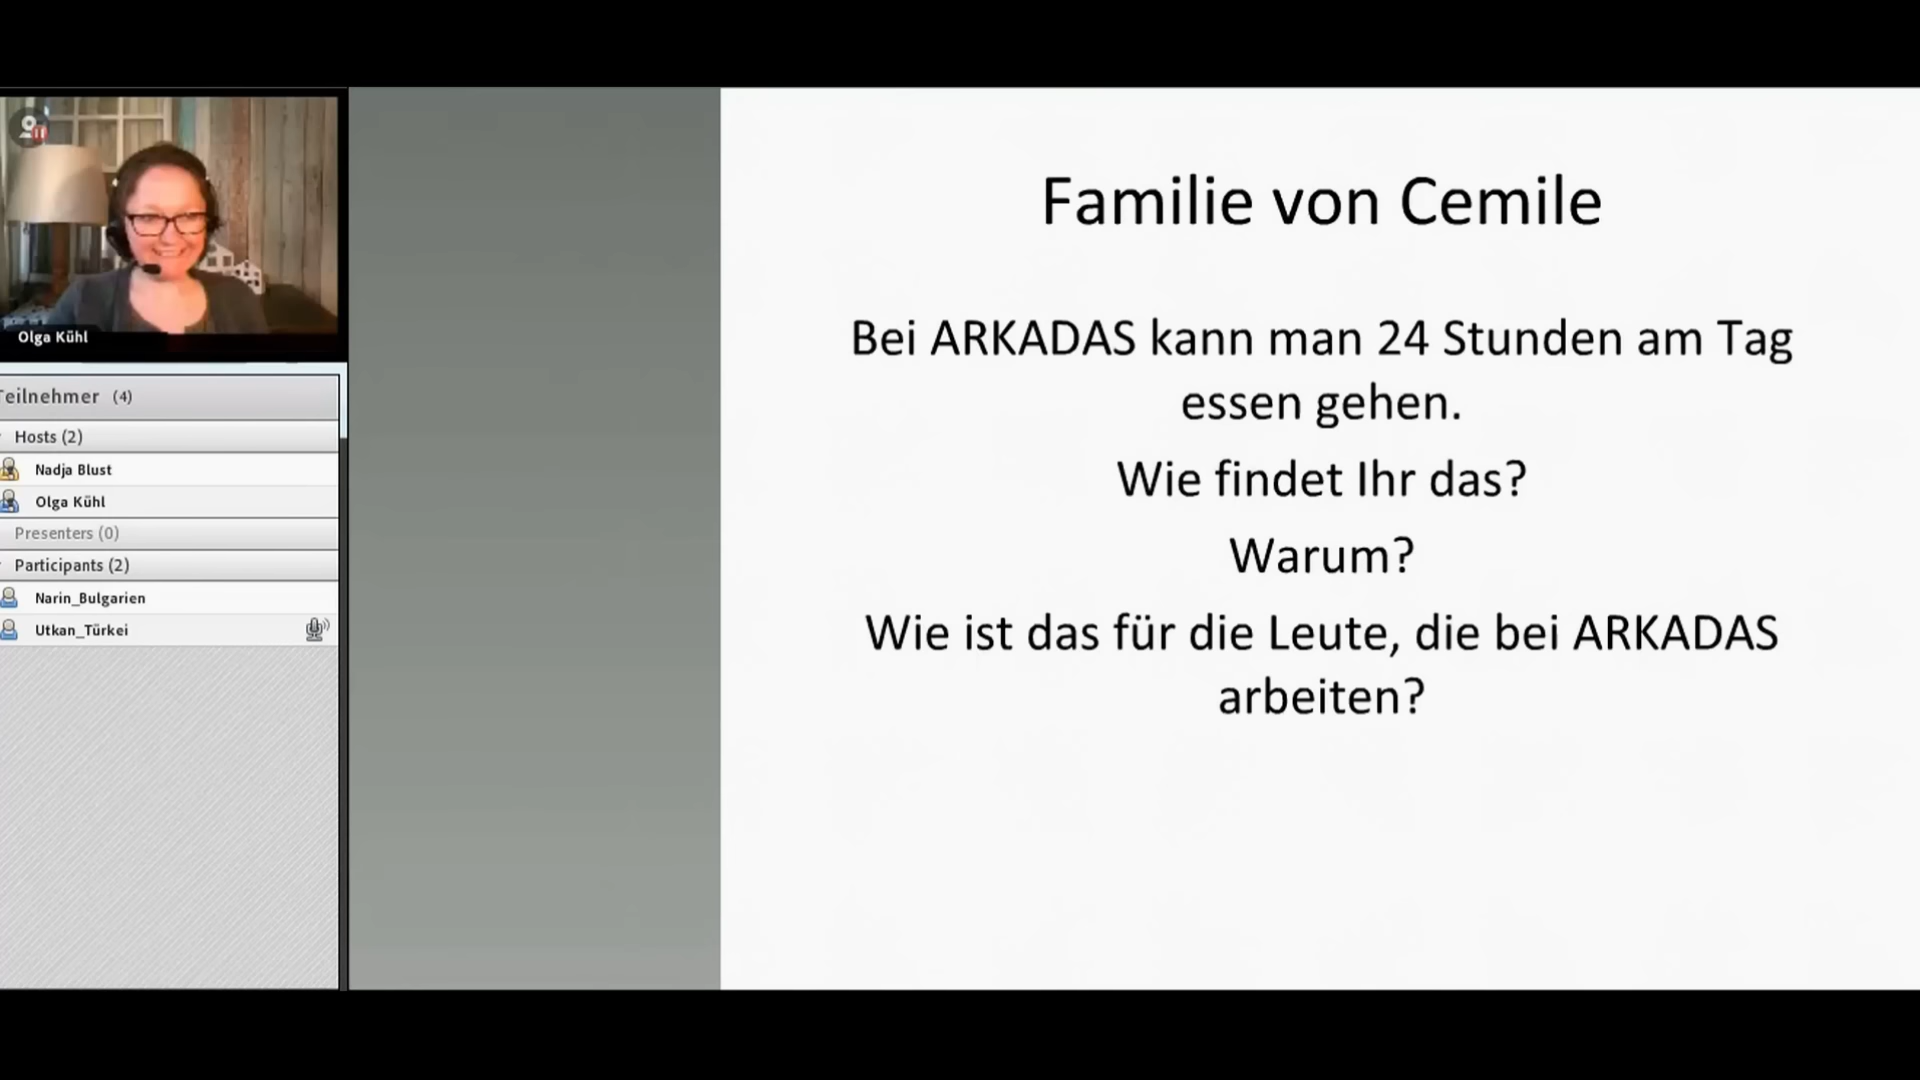 Olga Kühl
Teilnehmer (4)
Hosts (2)
Nadja Blust
Olga Kühl
Presenters (0)
Participants (2)
Narin_Bulgarien
Utkan_Türkei
Familie von Cemile
Bei ARKADAS kann man 24 Stunden am Tag
essen gehen.
Wie findet Ihr das?
Warum?
Wie ist das für die Leute, die bei ARKADAS
arbeiten?